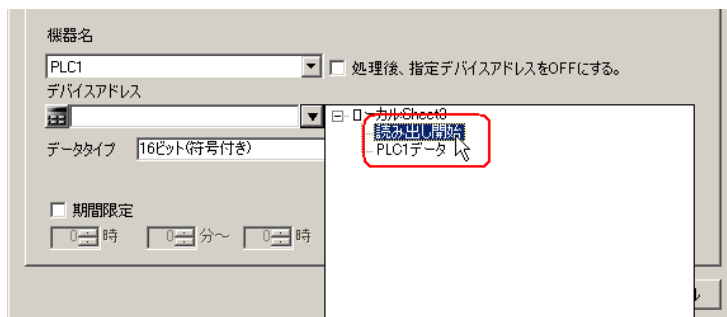 機器名
PLC1
処理後、指定デバイスアドレスをOFFにする。
デバイスアドレス
ローカルSheet3
読み出し開始
PLC1データ
データタイプ 16ビット(符号付き)
期間限定
0 時 0 分～ 0 時
ル